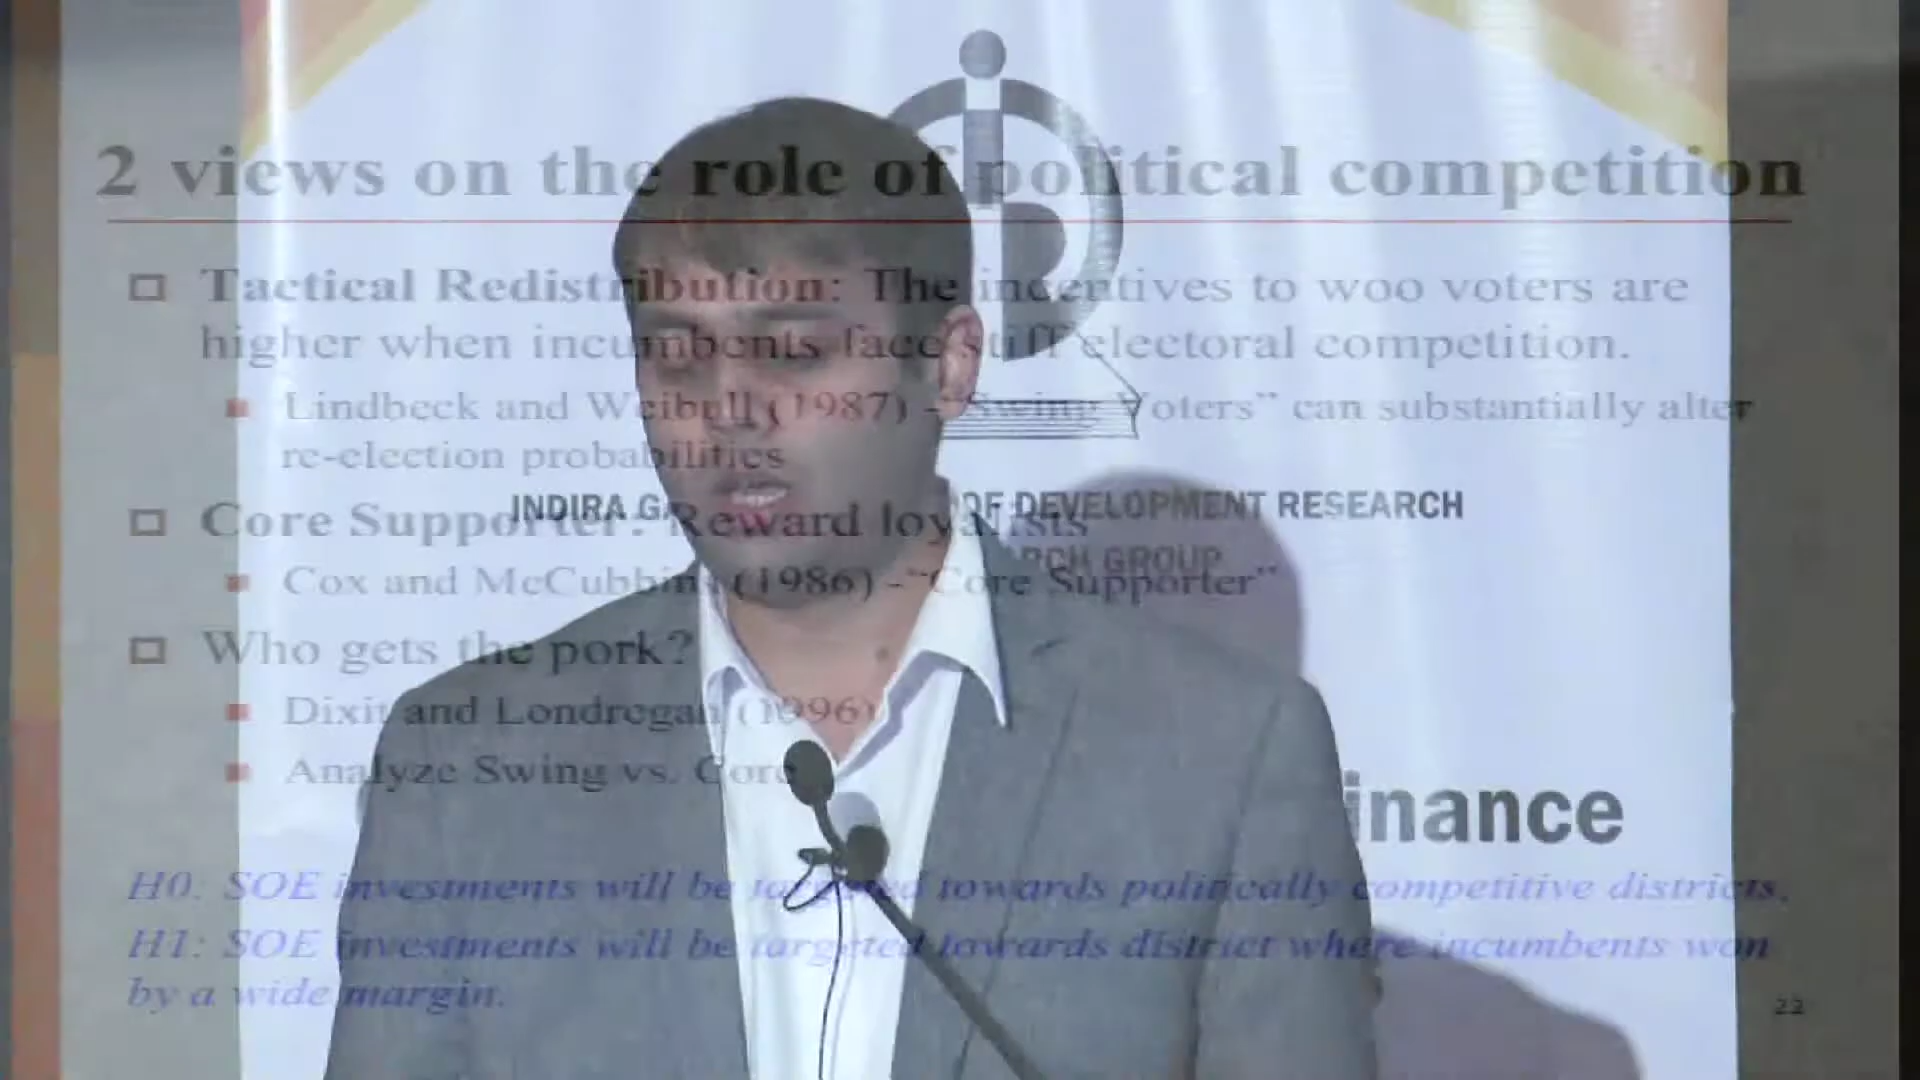 2 views on the role of political competition
Tactical Redistribution: The incentives to woo voters are
higher when incumbents face stiff electoral competition.
Lindbeck and Weibull (1987) - "Swing Voters" can substantially alter
re-election probabilities
INDIRA G OF DEVELOPMENT RESEARCH
Core Supporter: Reward loyalists
RCH GROUP
Cox and McCubbins (1986) -"Core Supporter"
Who gets the pork?
Dixit and Londregan (1996)
Analyze Swing vs. Core
inance
H0: SOE investments will be targeted towards politically competitive districts.
H1: SOE investments will be targeted towards district where incumbents won
by a wide margin.
22